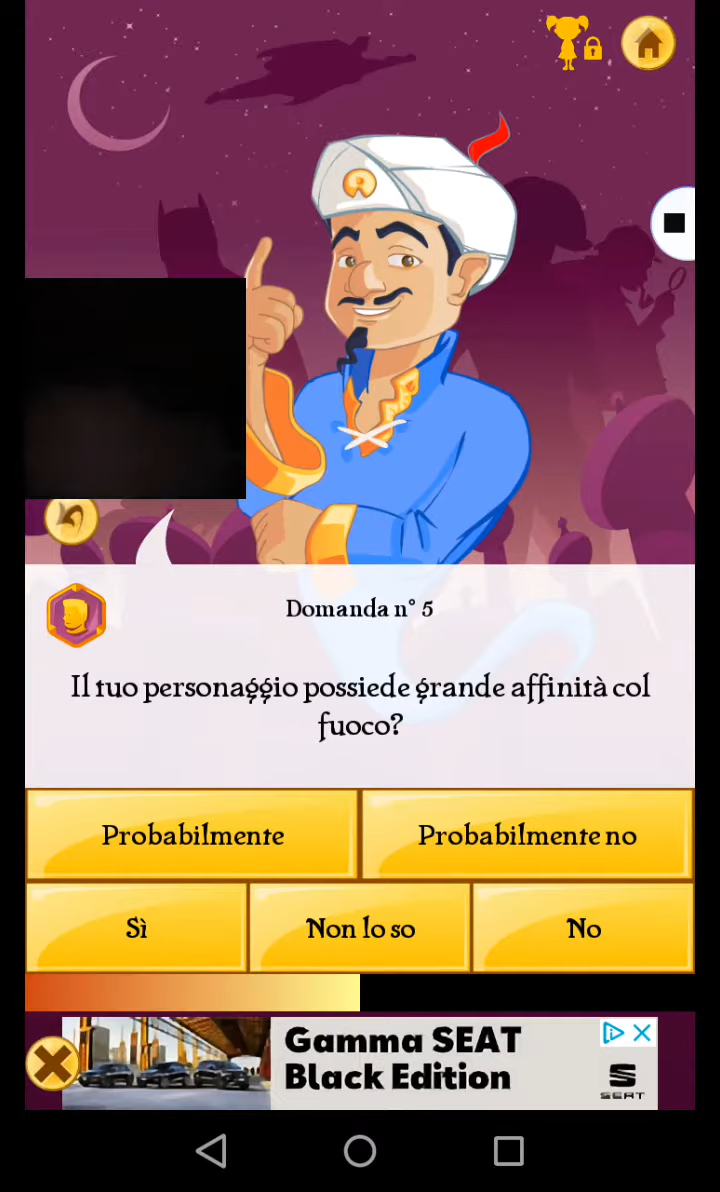 Domanda n° 5
Il tuo personaggio possiede grande affinità col
fuoco?
Probabilmente
Probabilmente no
Sì
Non lo so
No
Gamma SEAT
Black Edition
SEAT